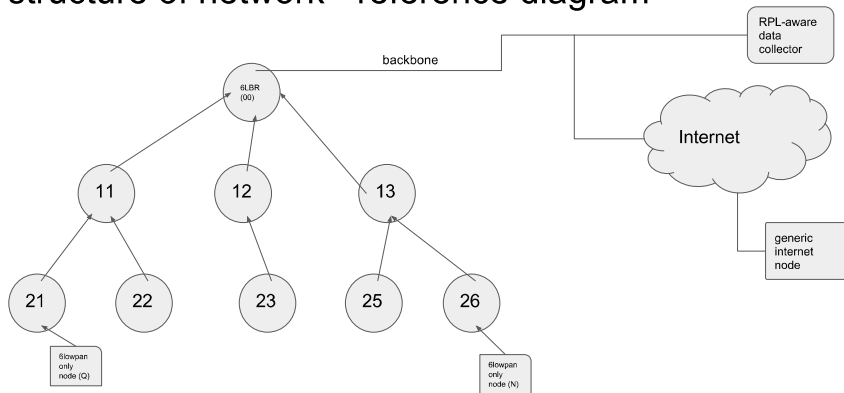 structure of network - reference diagram
RPL-aware
data
collector
backbone
6LBR
(00)
Internet
11
12
13
generic
internet
node
21
22
23
25
26
6lowpan
only
node (Q)
6lowpan
only
node (N)